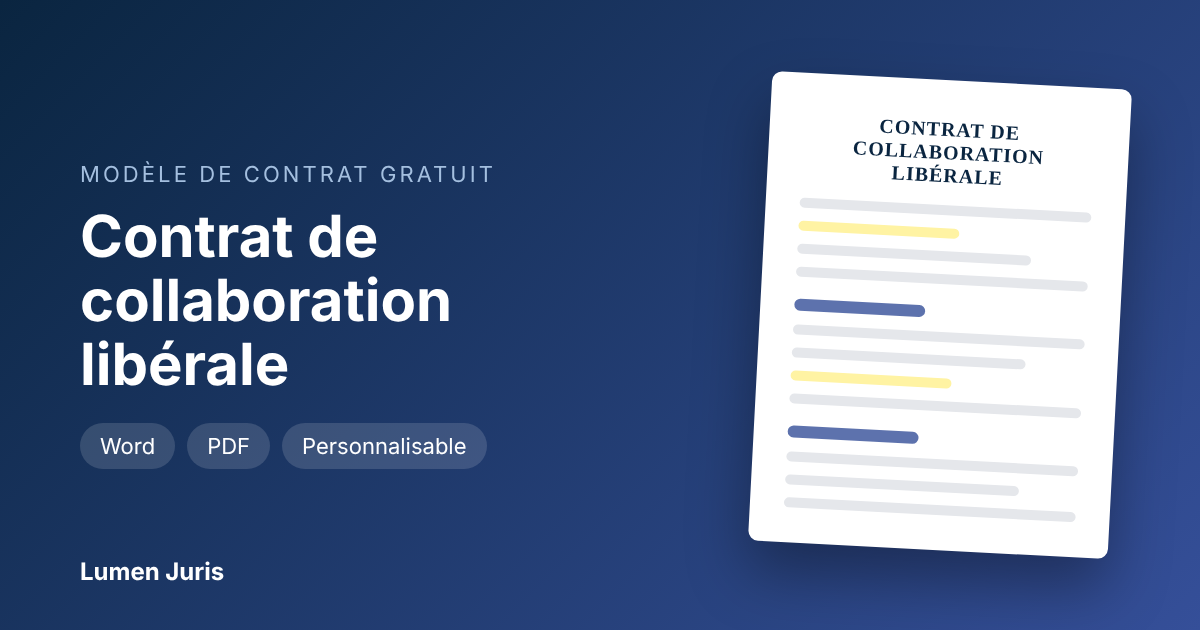 MODÈLE DE CONTRAT GRATUIT
Contrat de
collaboration
libérale
Word
PDF
Personnalisable
Lumen Juris
CONTRAT DE
COLLABORATION
LIBÉRALE